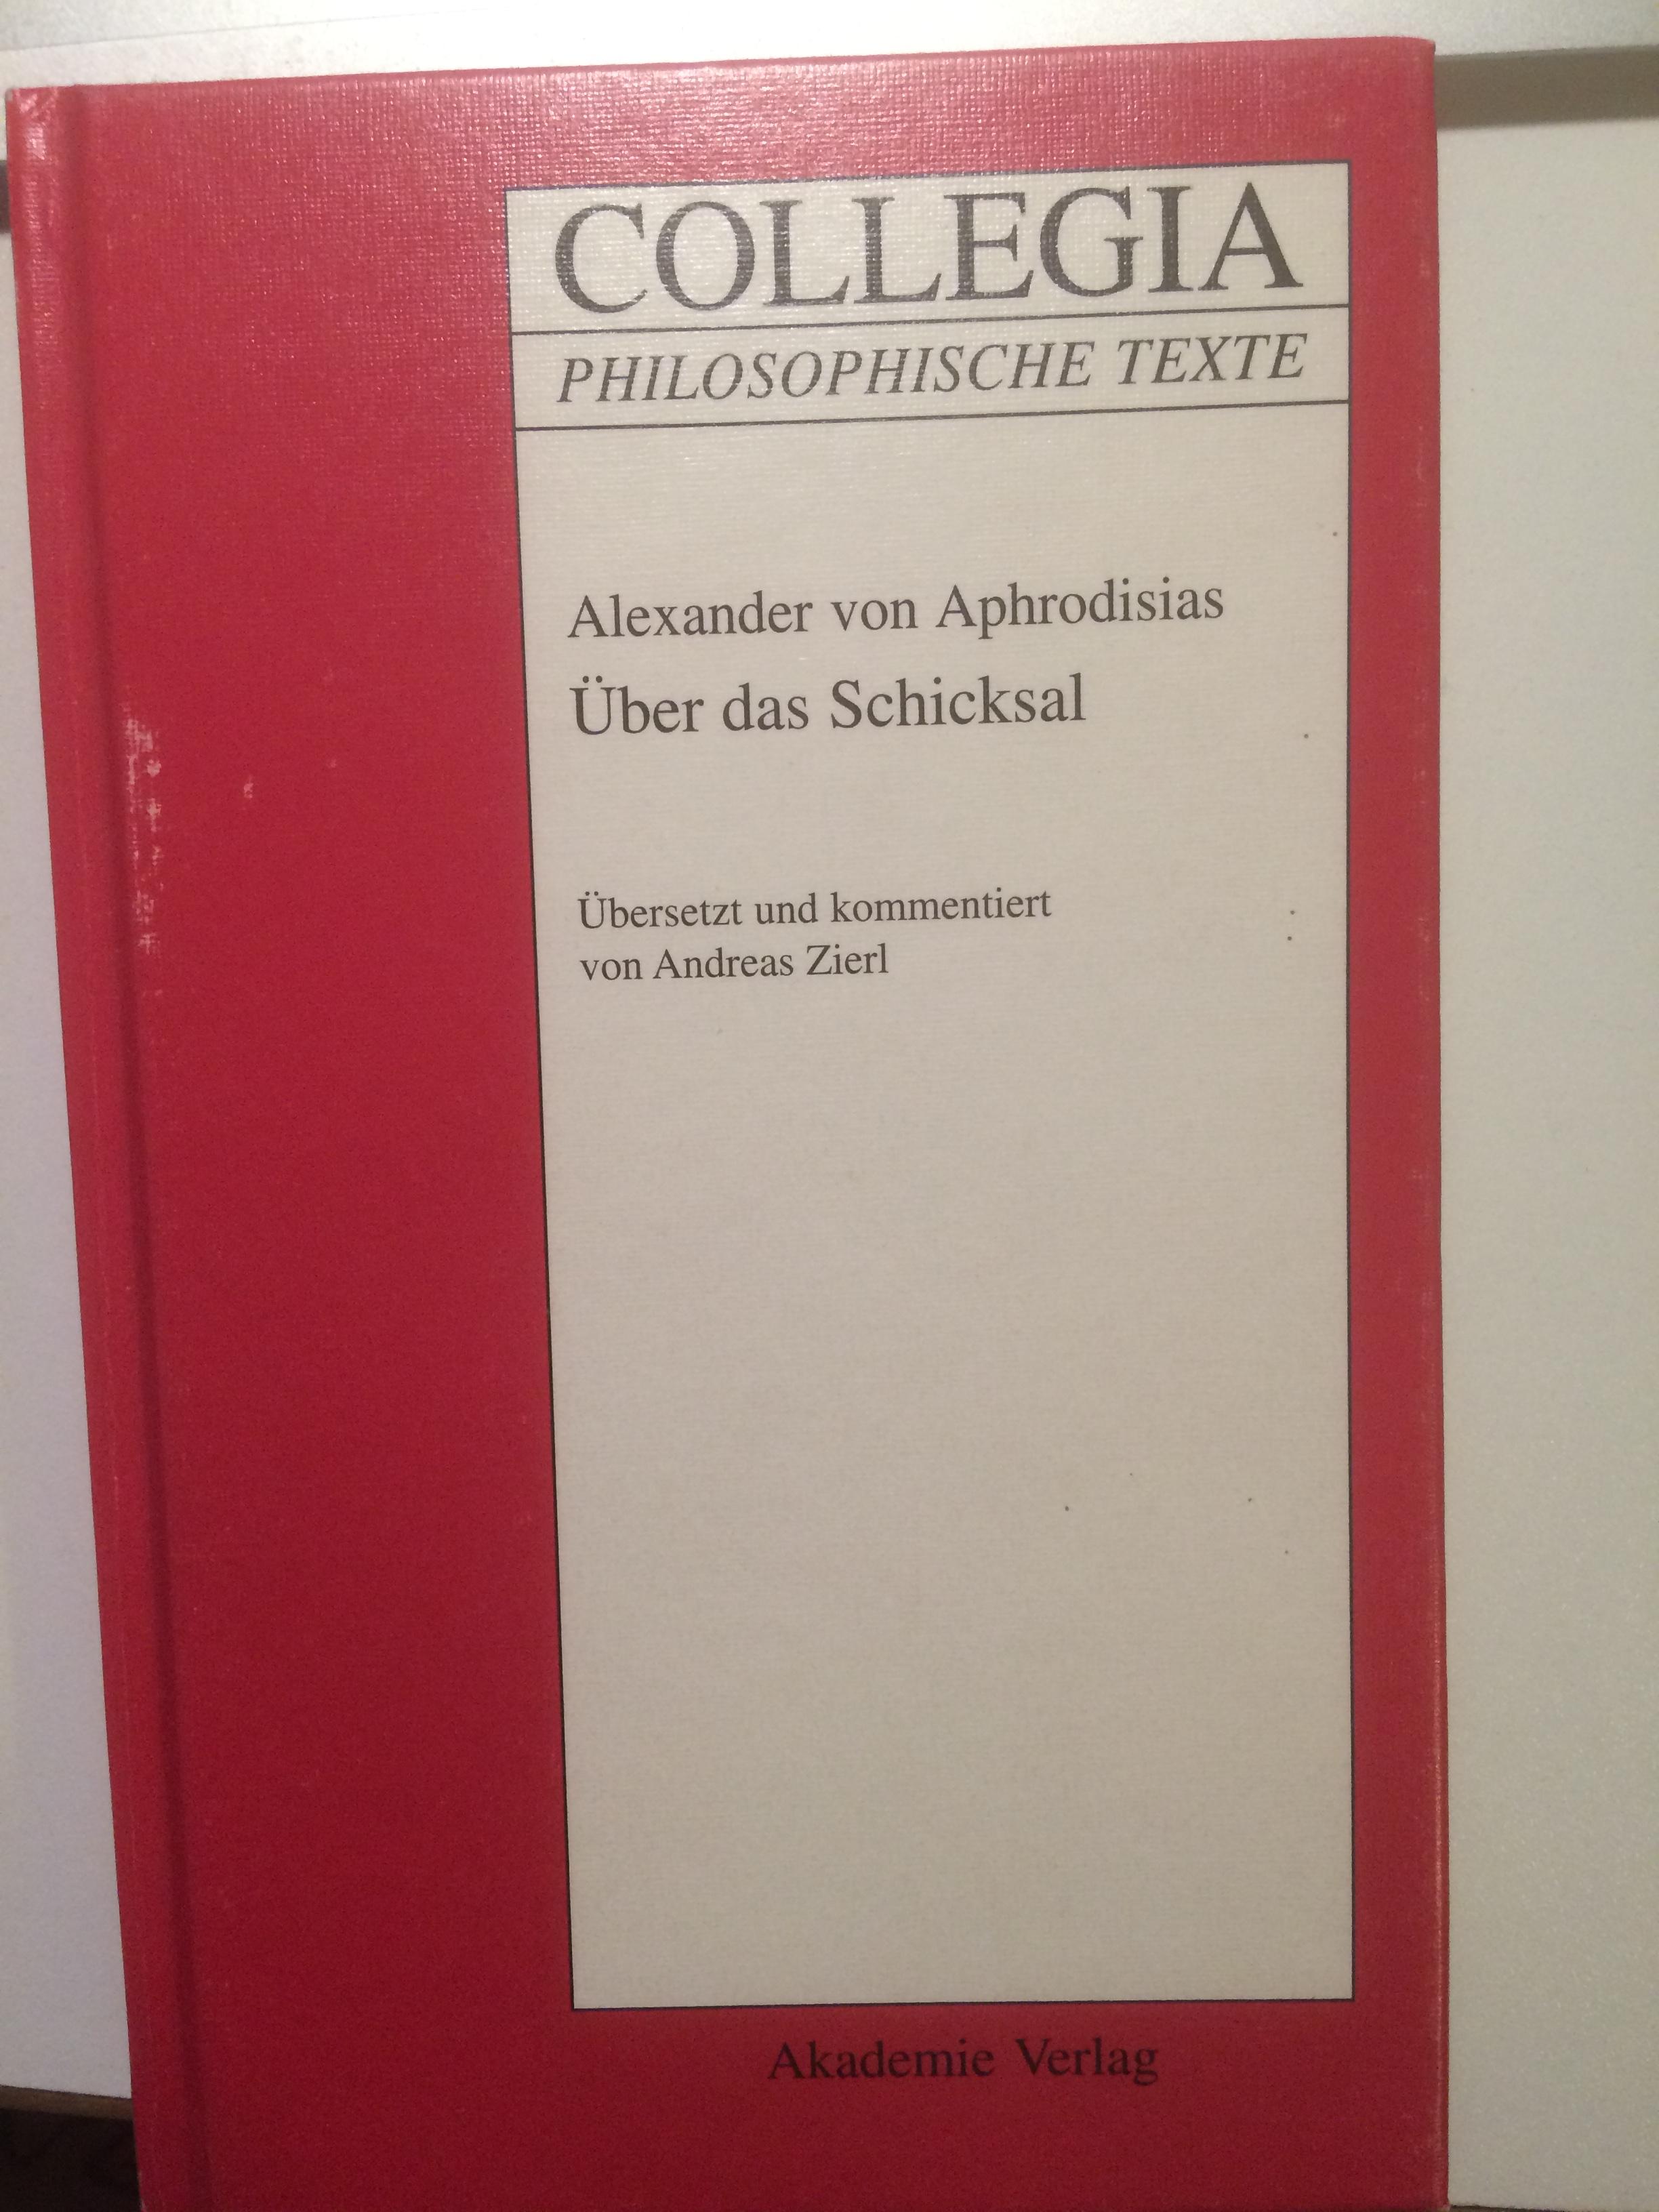 COLLEGIA
PHILOSOPHISCHE TEXTE
Alexander von Aphrodisias
Über das Schicksal
Übersetzt und kommentiert
von Andreas Zierl
Akademie Verlag